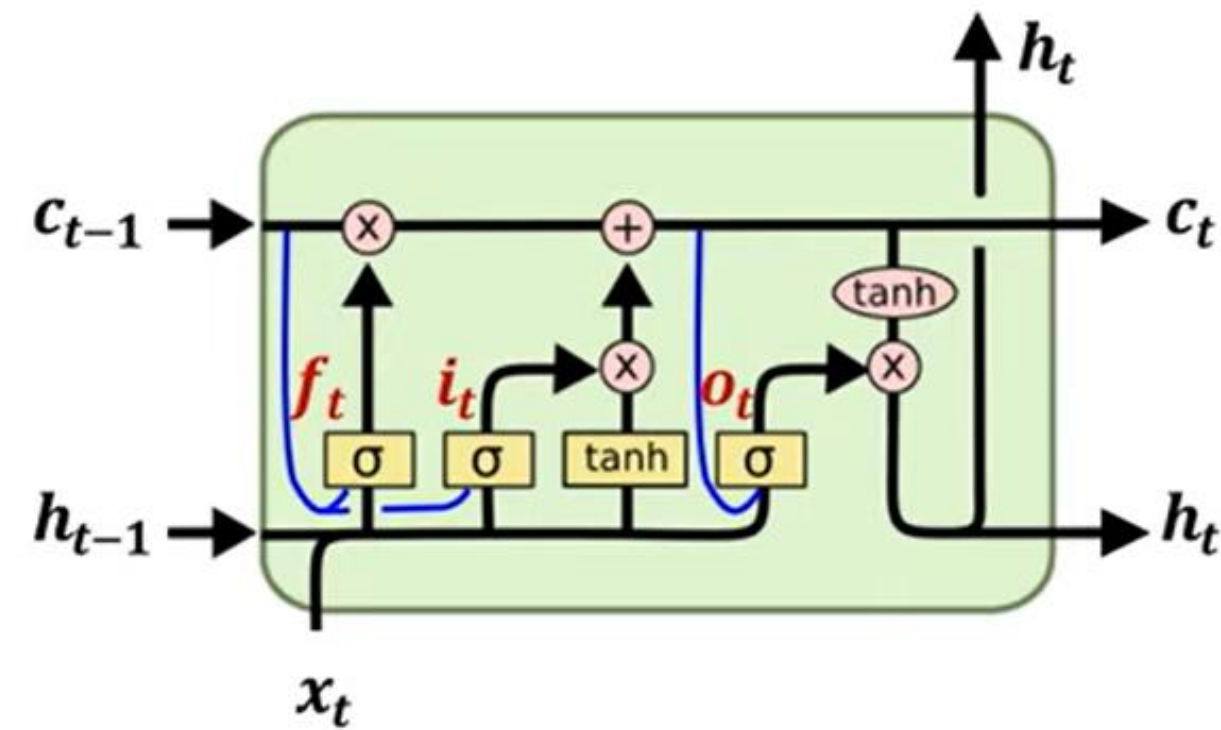 h_t
c_{t-1} × + c_t
tanh
f_t i_t × o_t ×
σ σ tanh σ
h_{t-1} h_t
x_t